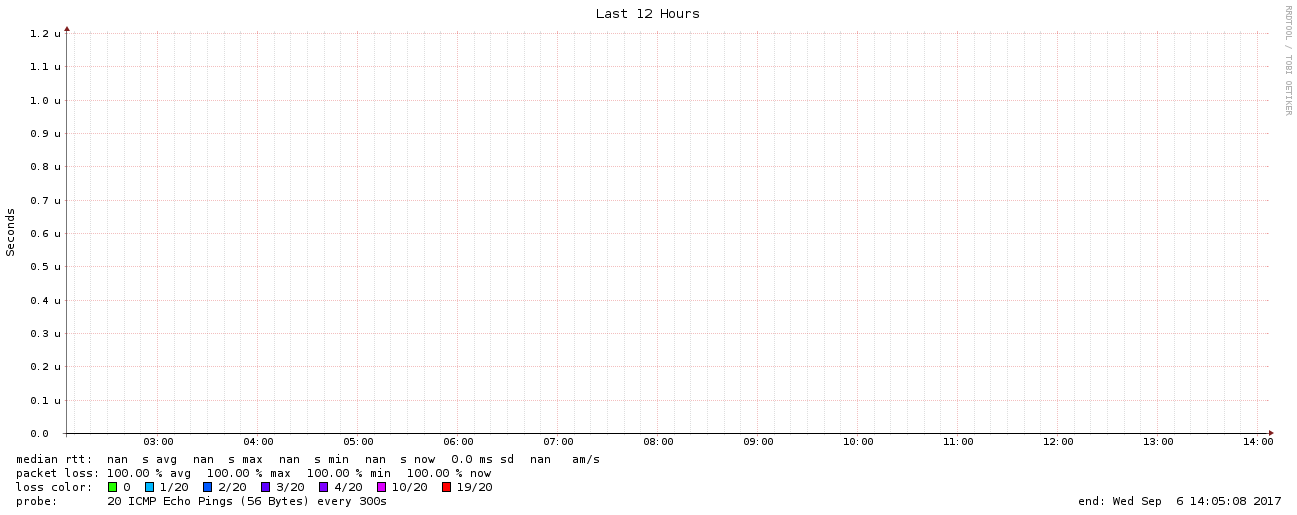 Last 12 Hours
RRDTOOL / TOBI OETIKER
Seconds
1.2 u
1.1 u
1.0 u
0.9 u
0.8 u
0.7 u
0.6 u
0.5 u
0.4 u
0.3 u
0.2 u
0.1 u
0.0
03:00 04:00 05:00 06:00 07:00 08:00 09:00 10:00 11:00 12:00 13:00 14:00
median rtt: nan s avg nan s max nan s min nan s now 0.0 ms sd nan am/s
packet loss: 100.00 % avg 100.00 % max 100.00 % min 100.00 % now
loss color: 0 1/20 2/20 3/20 4/20 10/20 19/20
probe: 20 ICMP Echo Pings (56 Bytes) every 300s end: Wed Sep 6 14:05:08 2017